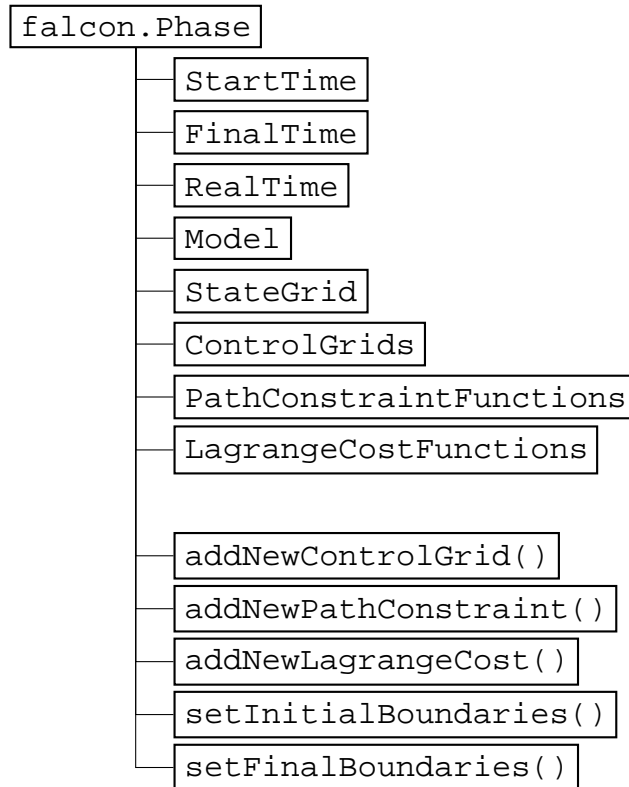 falcon.Phase
StartTime
FinalTime
RealTime
Model
StateGrid
ControlGrids
PathConstraintFunctions
LagrangeCostFunctions
addNewControlGrid()
addNewPathConstraint()
addNewLagrangeCost()
setInitialBoundaries()
setFinalBoundaries()